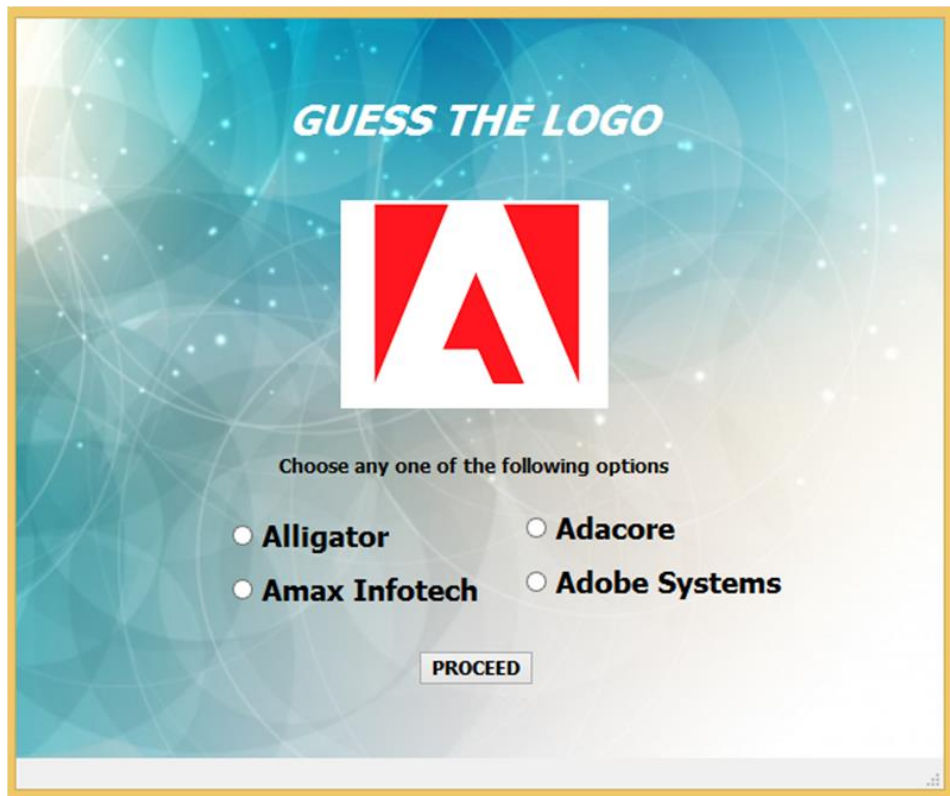 GUESS THE LOGO
Choose any one of the following options
Alligator
Adacore
Amax Infotech
Adobe Systems
PROCEED